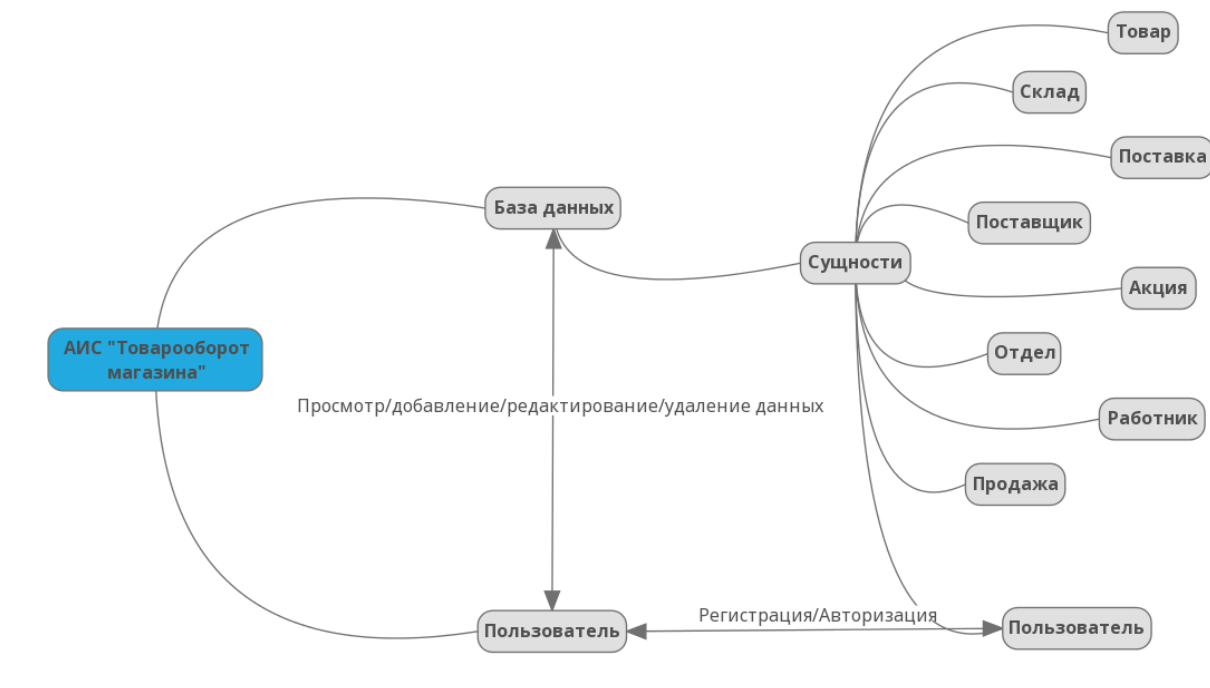 Товар
Склад
Поставка
База данных
Поставщик
Сущности
Акция
АИС "Товарооборот
магазина"
Отдел
Просмотр/добавление/редактирование/удаление данных
Работник
Продажа
Регистрация/Авторизация
Пользователь
Пользователь